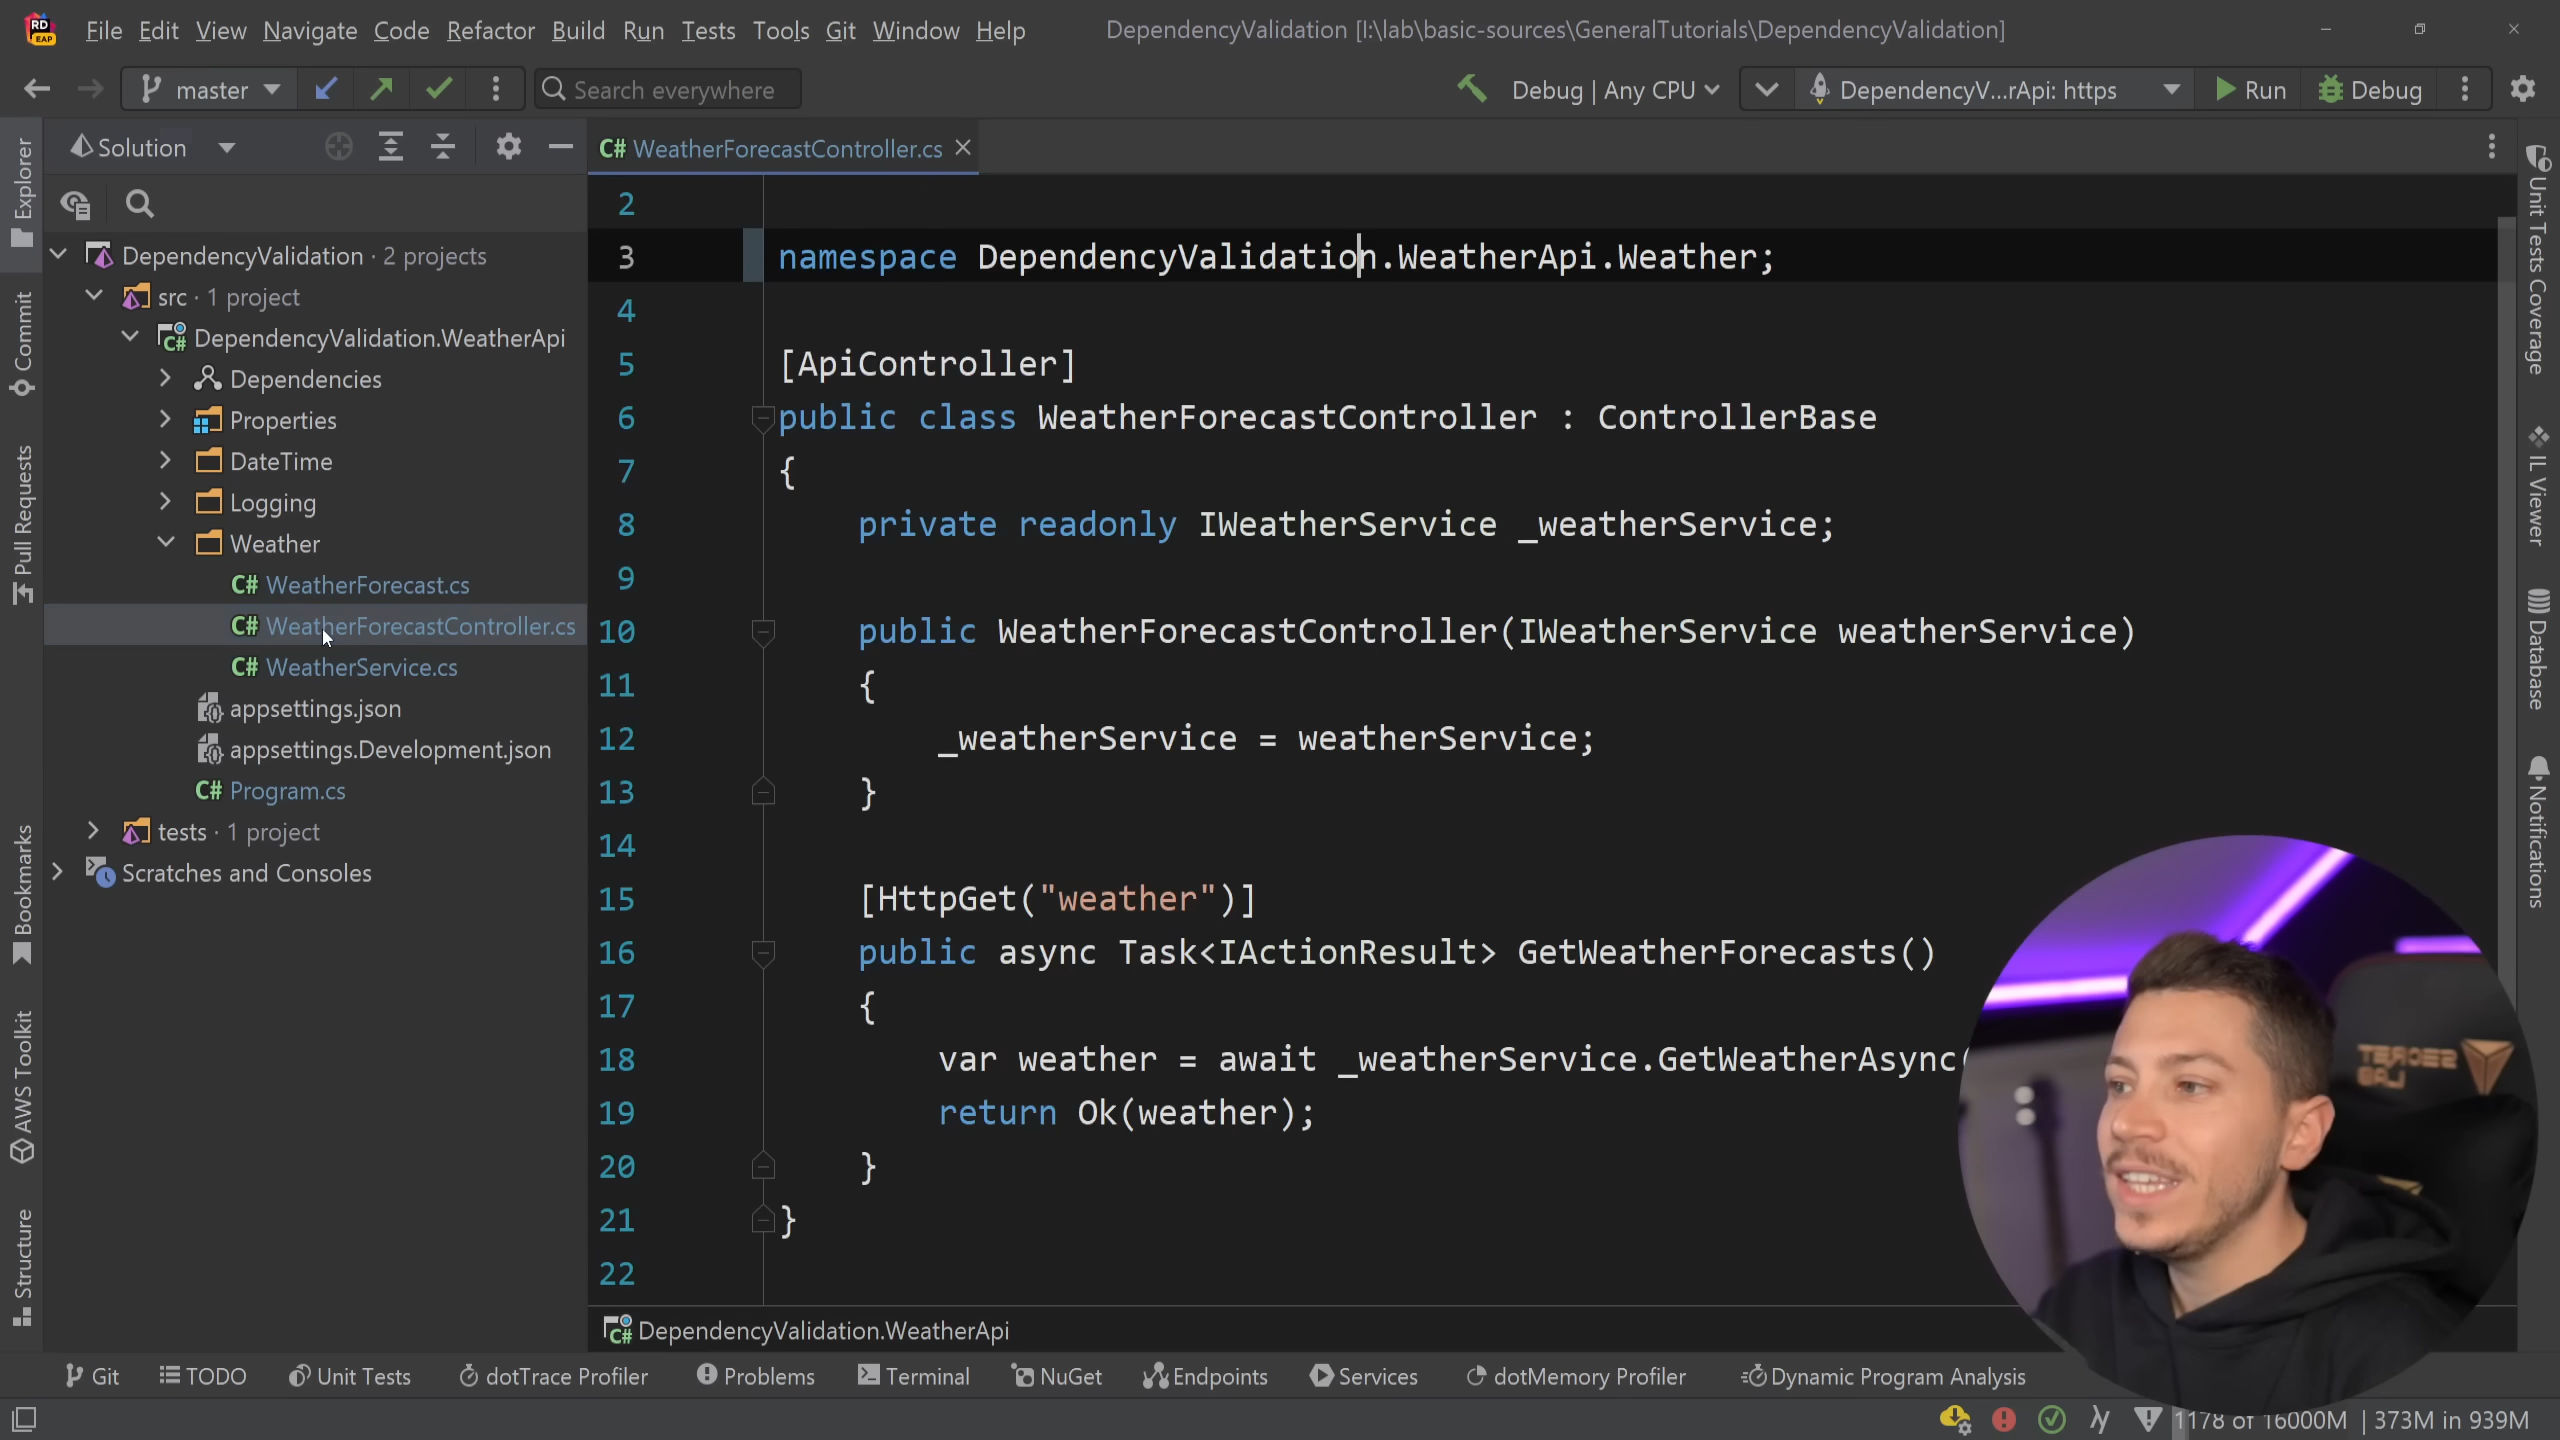 RD
EAP
File Edit View Navigate Code Refactor Build Run Tests Tools Git Window Help
DependencyValidation [I:\lab\basic-sources\GeneralTutorials\DependencyValidation]
master
Search everywhere
Debug | Any CPU
DependencyV...rApi: https
Run
Debug
Solution
C# WeatherForecastController.cs
Explorer
Commit
Pull Requests
Bookmarks
AWS Toolkit
Structure
DependencyValidation · 2 projects
src · 1 project
C# DependencyValidation.WeatherApi
Dependencies
Properties
DateTime
Logging
Weather
C# WeatherForecast.cs
C# WeatherForecastController.cs
C# WeatherService.cs
appsettings.json
appsettings.Development.json
C# Program.cs
tests · 1 project
Scratches and Consoles
2
3 namespace DependencyValidation.WeatherApi.Weather;
4
5 [ApiController]
6 public class WeatherForecastController : ControllerBase
7 {
8 private readonly IWeatherService _weatherService;
9
10 public WeatherForecastController(IWeatherService weatherService)
11 {
12 _weatherService = weatherService;
13 }
14
15 [HttpGet("weather")]
16 public async Task<IActionResult> GetWeatherForecasts()
17 {
18 var weather = await _weatherService.GetWeatherAsync(
19 return Ok(weather);
20 }
21 }
22
Unit Tests Coverage
IL Viewer
Database
Notifications
SECRET
LAB
C# DependencyValidation.WeatherApi
Git TODO Unit Tests dotTrace Profiler Problems Terminal NuGet Endpoints Services dotMemory Profiler Dynamic Program Analysis
1178 of 16000M | 373M in 939M